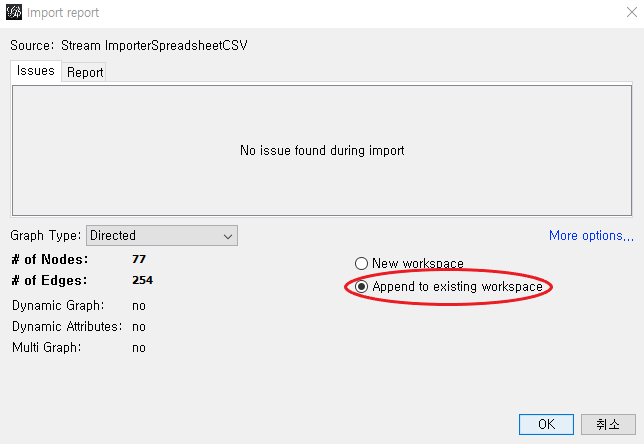 Import report
Source: Stream ImporterSpreadsheetCSV
Issues Report
No issue found during import
Graph Type: Directed More options...
# of Nodes: 77
New workspace
# of Edges: 254
Append to existing workspace
Dynamic Graph: no
Dynamic Attributes: no
Multi Graph: no
OK 취소